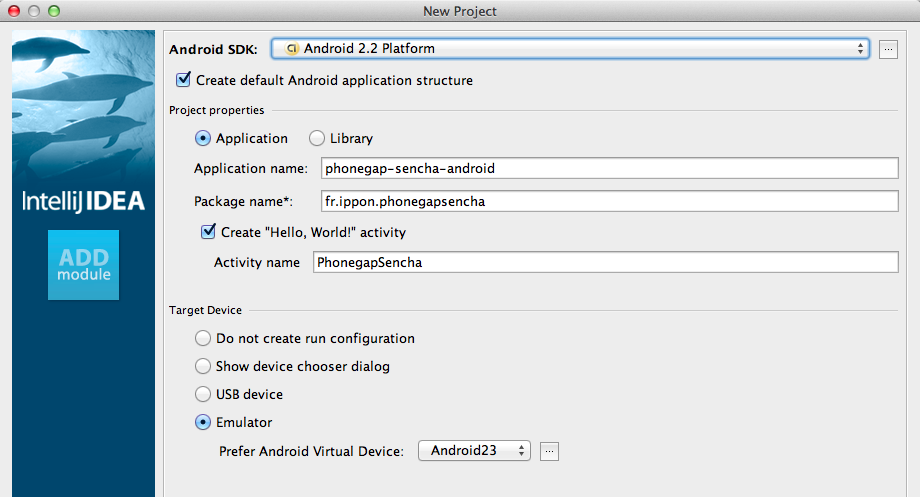 New Project
Android SDK: Android 2.2 Platform ...
Create default Android application structure
Project properties
Application Library
Application name: phonegap-sencha-android
Package name*: fr.ippon.phonegapsencha
Create "Hello, World!" activity
Activity name PhonegapSencha
Target Device
Do not create run configuration
Show device chooser dialog
USB device
Emulator
Prefer Android Virtual Device: Android23 ...
IntelliJ IDEA
ADD
module